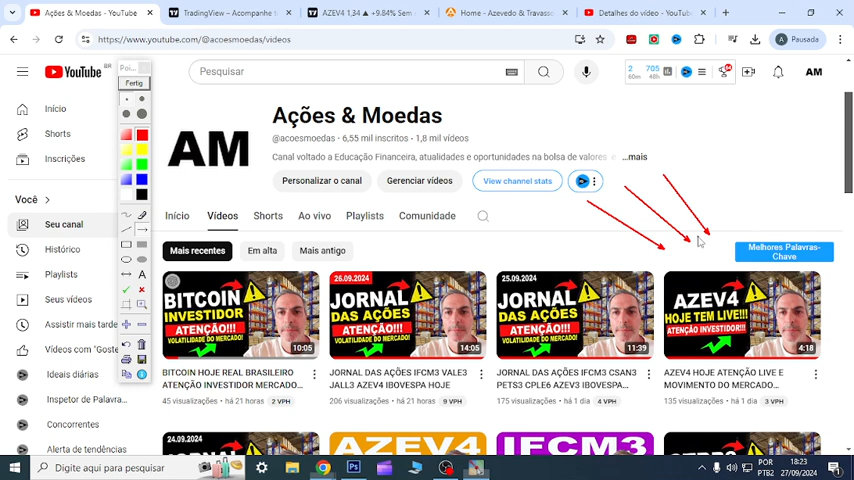 Ações & Moedas - YouTube
TradingView – Acompanhe t
AZEV4 1,34 ▲ +9.84% Sem
Home - Azevedo & Travasso
Detalhes do vídeo - YouTube
https://www.youtube.com/@acoesmoedas/videos
Pausada
YouTube BR
Pesquisar
2 705
60m 48h
AM
Fertig
Início
Shorts
Inscrições
Você
Seu canal
Histórico
Playlists
Seus vídeos
Assistir mais tarde
Vídeos com "Goste
Ideais diárias
Inspetor de Palavra...
Concorrentes
Alerta de tendências
AM
Ações & Moedas
@acoesmoedas · 6,55 mil inscritos · 1,8 mil vídeos
Canal voltado a Educação Financeira, atualidades e oportunidades na bolsa de valores e ...mais
Personalizar o canal
Gerenciar vídeos
View channel stats
Início
Vídeos
Shorts
Ao vivo
Playlists
Comunidade
Mais recentes
Em alta
Mais antigo
Melhores Palavras-
Chave
BITCOIN
INVESTIDOR
ATENÇÃO!!!
VOLATILIDADE DO MERCADO!
10:05
26.09.2024
JORNAL
DAS AÇÕES
ATENÇÃO!!!
VOLATILIDADE DO MERCADO!
14:05
25.09.2024
JORNAL
DAS AÇÕES
ATENÇÃO!!!
VOLATILIDADE DO MERCADO!
11:39
AZEV4
HOJE TEM LIVE!!
ATENÇÃO INVESTIDOR!
4:18
BITCOIN HOJE REAL BRASILEIRO
ATENÇÃO INVESTIDOR MERCADO...
45 visualizações · há 21 horas 2 VPH
JORNAL DAS AÇÕES IFCM3 VALE3
JALL3 AZEV4 IBOVESPA HOJE
206 visualizações · há 21 horas 9 VPH
JORNAL DAS AÇÕES IFCM3 CSAN3
PETS3 CPLE6 AZEV3 IBOVESPA...
175 visualizações · há 1 dia 4 VPH
AZEV4 HOJE ATENÇÃO LIVE E
MOVIMENTO DO MERCADO...
135 visualizações · há 1 dia 3 VPH
24.09.2024
AZEV4
IFCM3
Digite aqui para pesquisar
POR
PTB2
18:23
27/09/2024